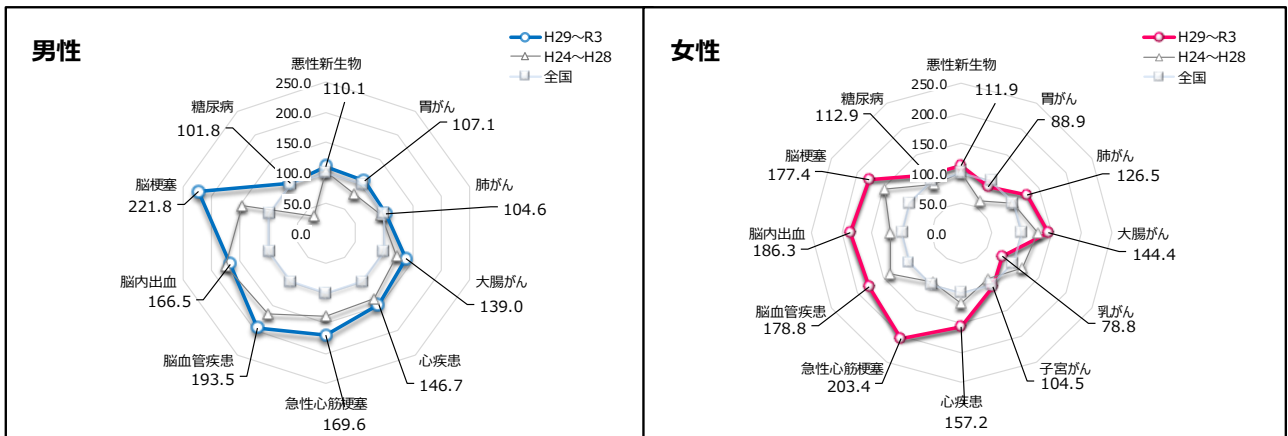 男性
H29～R3
H24～H28
全国
悪性新生物
110.1
胃がん
107.1
肺がん
104.6
大腸がん
139.0
心疾患
146.7
急性心筋梗塞
169.6
脳血管疾患
193.5
脳内出血
166.5
脳梗塞
221.8
糖尿病
101.8
250.0
200.0
150.0
100.0
50.0
0.0
女性
H29～R3
H24～H28
全国
悪性新生物
111.9
胃がん
88.9
肺がん
126.5
大腸がん
144.4
乳がん
78.8
子宮がん
104.5
心疾患
157.2
急性心筋梗塞
203.4
脳血管疾患
178.8
脳内出血
186.3
脳梗塞
177.4
糖尿病
112.9
250.0
200.0
150.0
100.0
50.0
0.0